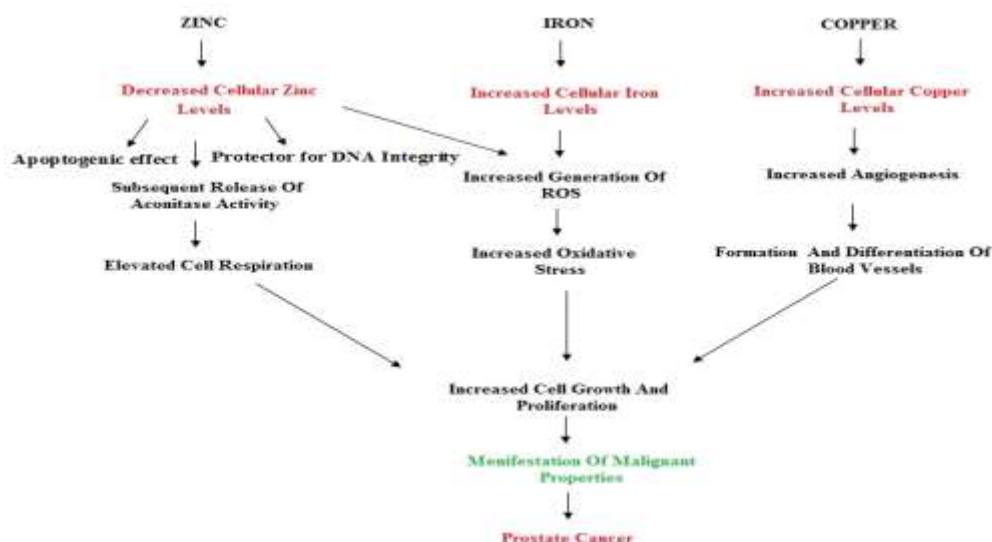 ZINC
IRON
COPPER
Decreased Cellular Zinc
Levels
Increased Cellular Iron
Levels
Increased Cellular Copper
Levels
Apoptogenic effect
Protector for DNA Integrity
Subsequent Release Of
Aconitase Activity
Increased Generation Of
ROS
Increased Angiogenesis
Elevated Cell Respiration
Increased Oxidative
Stress
Formation And Differentiation Of
Blood Vessels
Increased Cell Growth And
Proliferation
Menifestation Of Malignant
Properties
Prostate Cancer